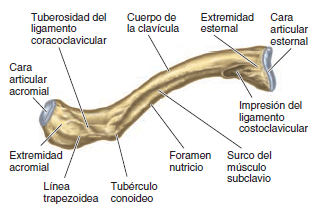 Tuberosidad del
ligamento
coracoclavicular
Cuerpo de
la clavícula
Extremidad
esternal
Cara
articular
esternal
Cara
articular
acromial
Impresión del
ligamento
costoclavicular
Extremidad
acromial
Línea
trapezoidea
Tubérculo
conoideo
Foramen
nutricio
Surco del
músculo
subclavio